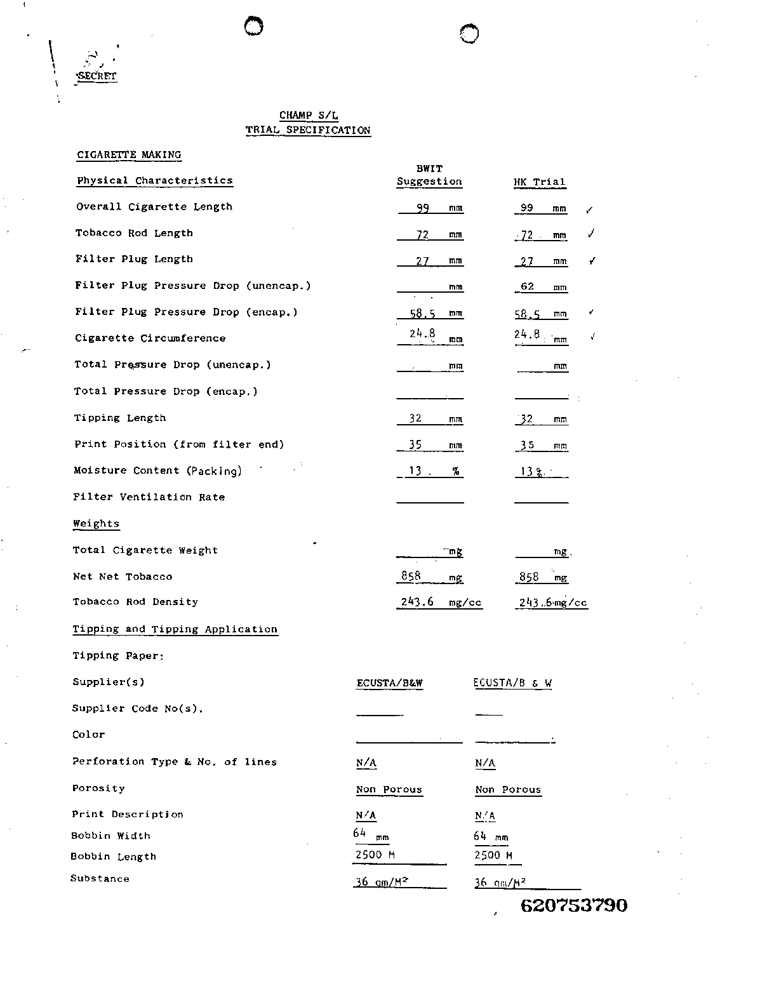 SECRET
CHAMP S/L
TRIAL SPECIFICATION
CIGARETTE MAKING
BWIT
Physical Characteristics Suggestion HK Trial
Overall Cigarette Length 99 mm 99 mm ✓
Tobacco Rod Length 72 mm 72 mm ✓
Filter Plug Length 27 mm 27 mm ✓
Filter Plug Pressure Drop (unencap.) mm 62 mm
Filter Plug Pressure Drop (encap.) 58.5 mm 58.5 mm ✓
Cigarette Circumference 24.8 mm 24.8 mm ✓
Total Pressure Drop (unencap.) mm mm
Total Pressure Drop (encap.)
Tipping Length 32 mm 32 mm
Print Position (from filter end) 35 mm 35 mm
Moisture Content (Packing) 13 . % 13%
Filter Ventilation Rate
Weights
Total Cigarette Weight mg mg.
Net Net Tobacco 858 mg 858 mg
Tobacco Rod Density 243.6 mg/cc 243.6 mg/cc
Tipping and Tipping Application
Tipping Paper:
Supplier(s) ECUSTA/B&W ECUSTA/B & W
Supplier Code No(s).
Color
Perforation Type & No. of lines N/A N/A
Porosity Non Porous Non Porous
Print Description N/A N/A
Bobbin Width 64 mm 64 mm
Bobbin Length 2500 M 2500 M
Substance 36 gm/M² 36 gm/M²
620753790